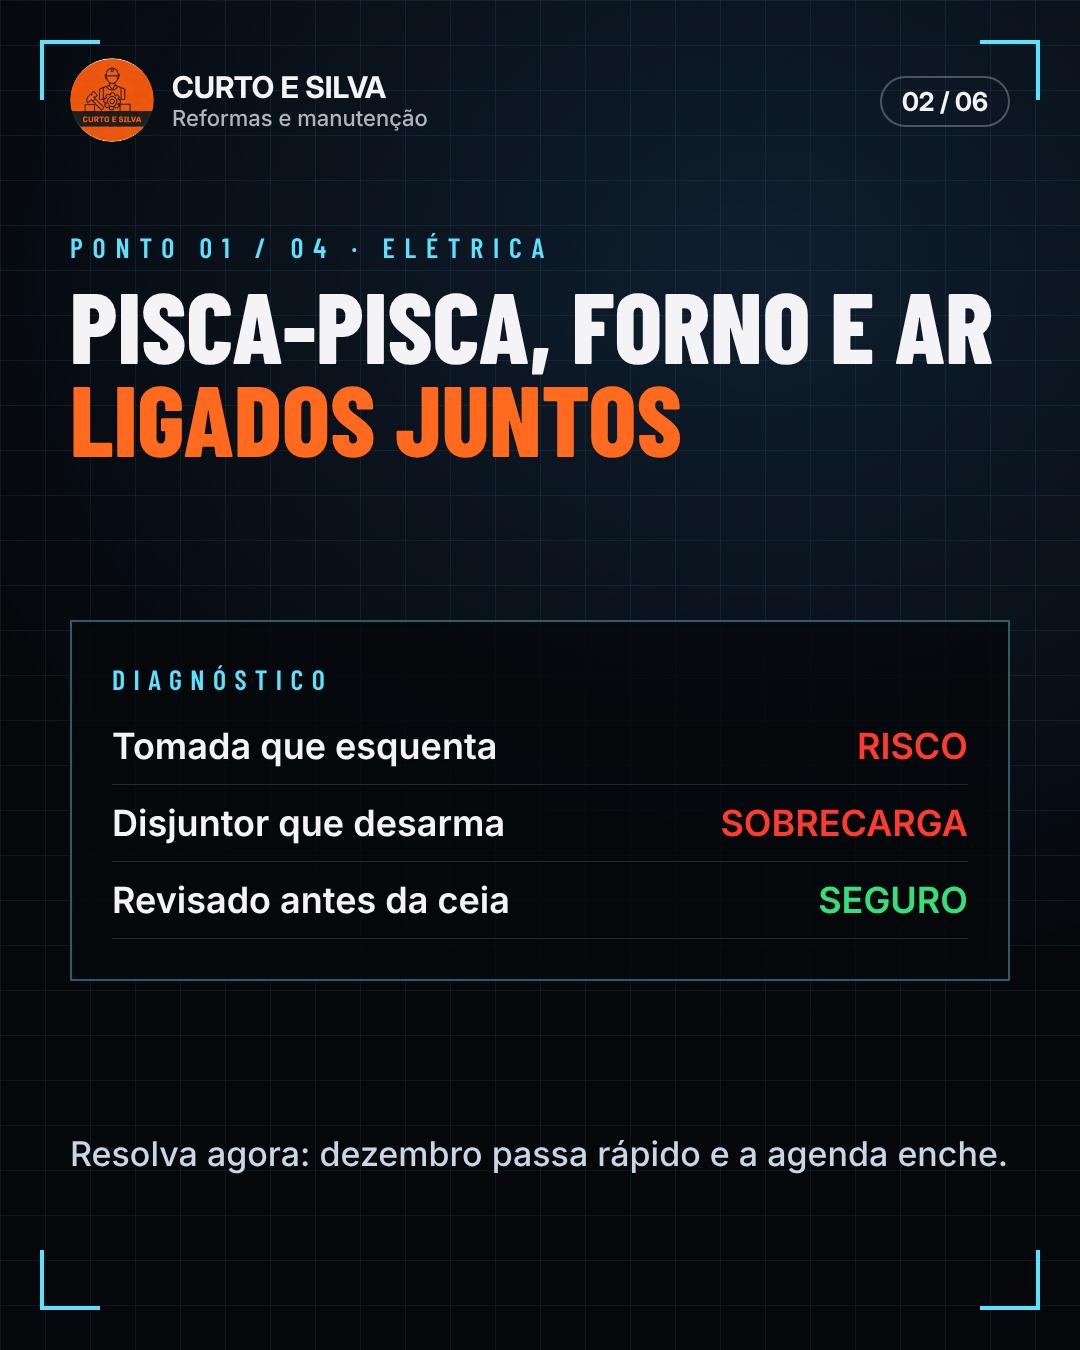 CURTO E SILVA
CURTO E SILVA
Reformas e manutenção
02 / 06
PONTO 01 / 04 · ELÉTRICA
PISCA-PISCA, FORNO E AR
LIGADOS JUNTOS
DIAGNÓSTICO
Tomada que esquenta RISCO
Disjuntor que desarma SOBRECARGA
Revisado antes da ceia SEGURO
Resolva agora: dezembro passa rápido e a agenda enche.